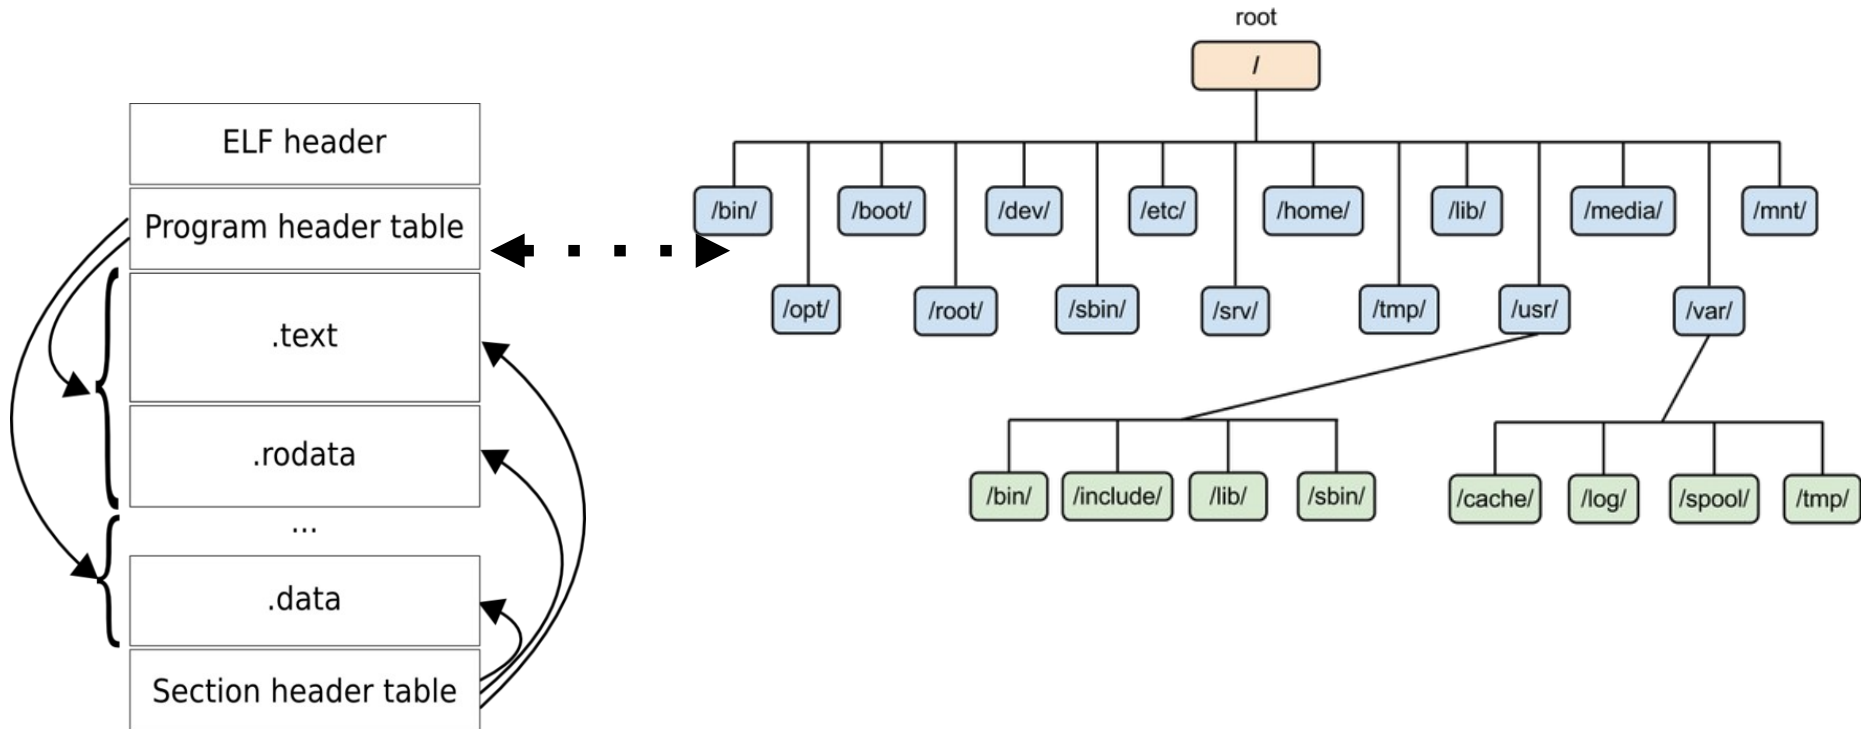 ELF header
Program header table
.text
.rodata
...
.data
Section header table
root
/
/bin/
/boot/
/dev/
/etc/
/home/
/lib/
/media/
/mnt/
/opt/
/root/
/sbin/
/srv/
/tmp/
/usr/
/var/
/bin/
/include/
/lib/
/sbin/
/cache/
/log/
/spool/
/tmp/